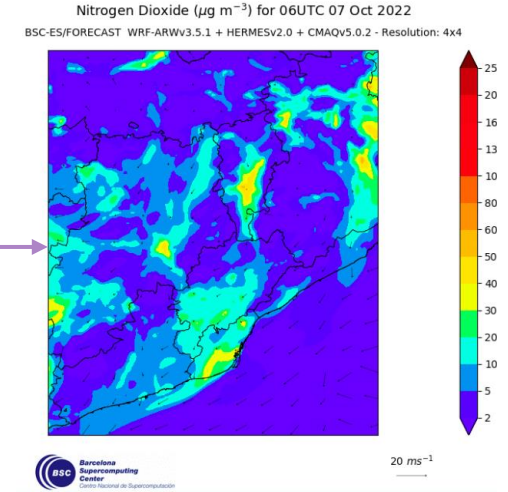 Nitrogen Dioxide (μg m⁻³) for 06UTC 07 Oct 2022
BSC-ES/FORECAST WRF-ARWv3.5.1 + HERMESv2.0 + CMAQv5.0.2 - Resolution: 4x4
25
20
16
13
10
80
60
50
40
30
20
10
5
2
20 ms⁻¹
BSC
Barcelona
Supercomputing
Center
Centro Nacional de Supercomputación